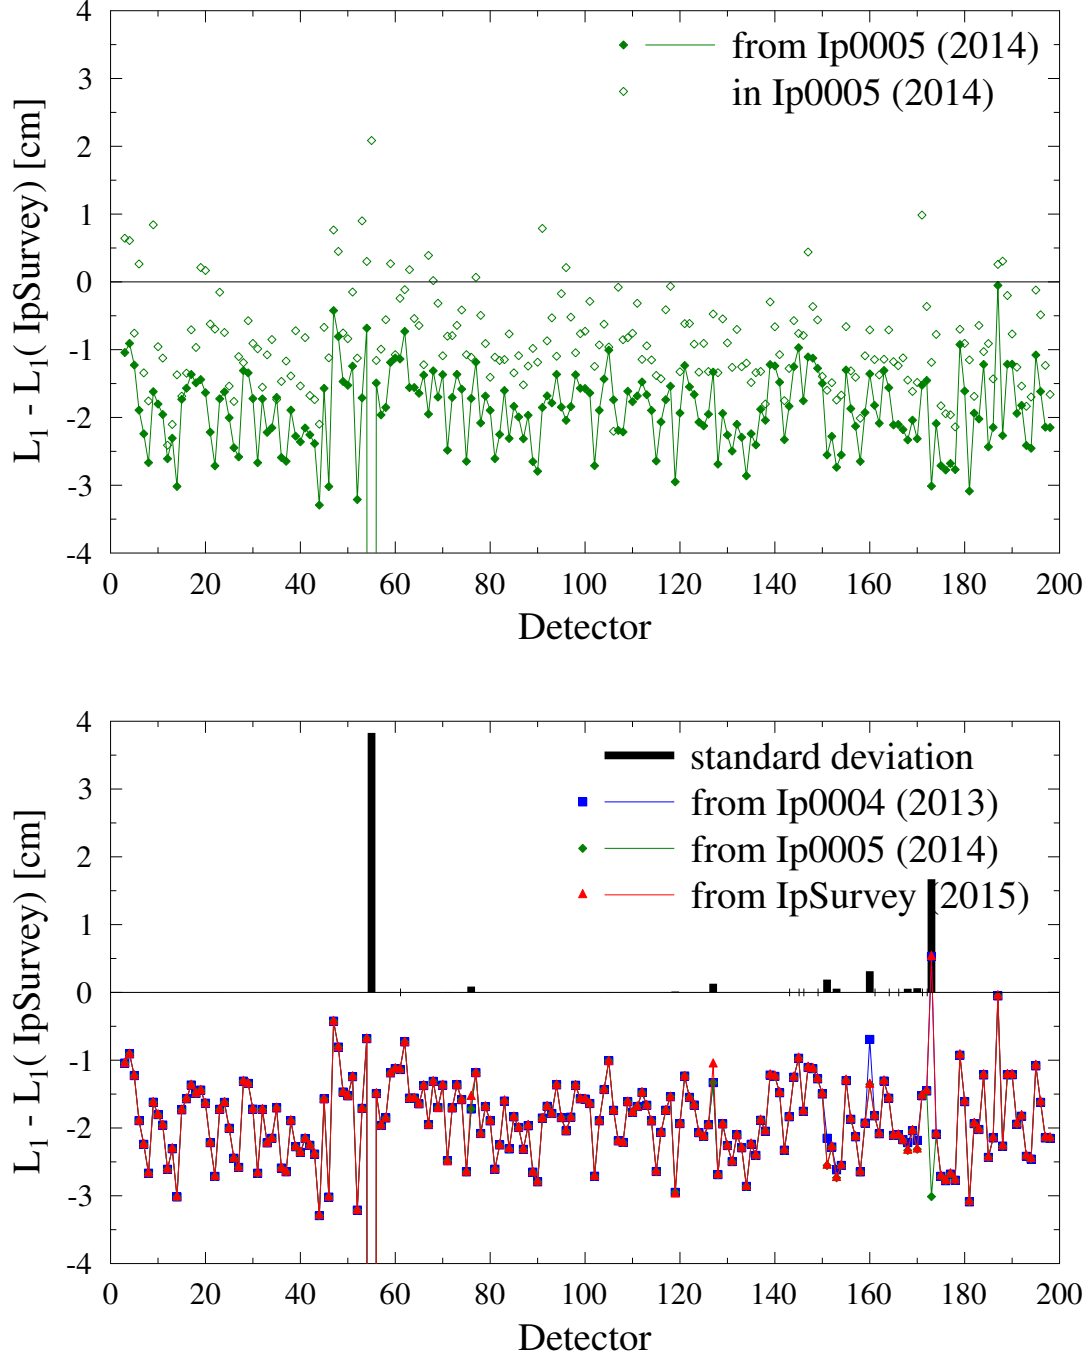 4
3
2
1
0
-1
-2
-3
-4
L1 - L1( IpSurvey) [cm]
from Ip0005 (2014)
in Ip0005 (2014)
0 20 40 60 80 100 120 140 160 180 200
Detector
4
3
2
1
0
-1
-2
-3
-4
L1 - L1( IpSurvey) [cm]
standard deviation
from Ip0004 (2013)
from Ip0005 (2014)
from IpSurvey (2015)
0 20 40 60 80 100 120 140 160 180 200
Detector